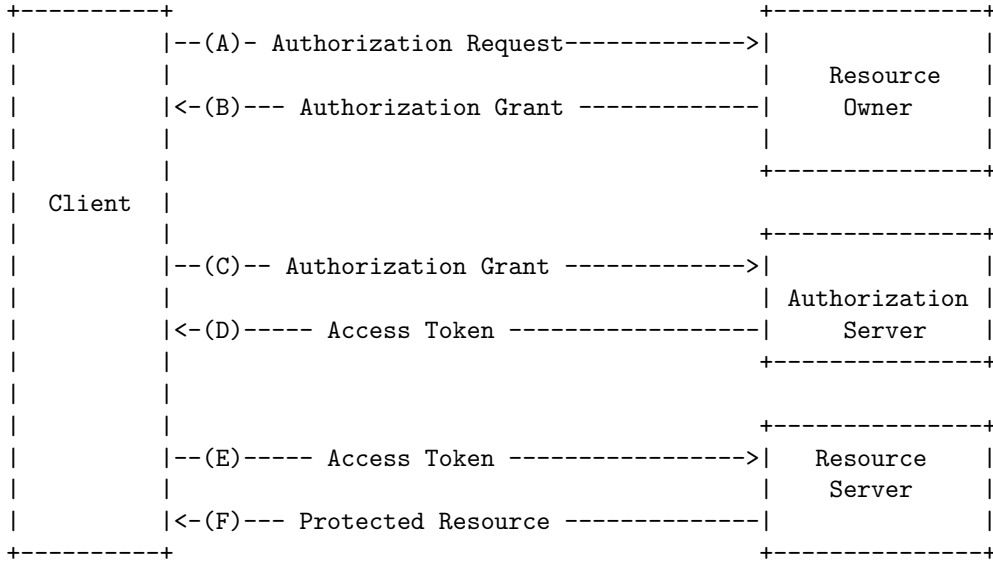 +----------+                                           +---------------+
|          |--(A)- Authorization Request------------->|               |
|          |                                           |    Resource   |
|          |<-(B)--- Authorization Grant -------------|     Owner     |
|          |                                           |               |
|          |                                           +---------------+
|  Client  |
|          |                                           +---------------+
|          |--(C)-- Authorization Grant ------------->|               |
|          |                                           | Authorization |
|          |<-(D)----- Access Token ------------------|     Server    |
|          |                                           +---------------+
|          |
|          |                                           +---------------+
|          |--(E)----- Access Token ----------------->|   Resource    |
|          |                                           |    Server     |
|          |<-(F)--- Protected Resource --------------|               |
+----------+                                           +---------------+